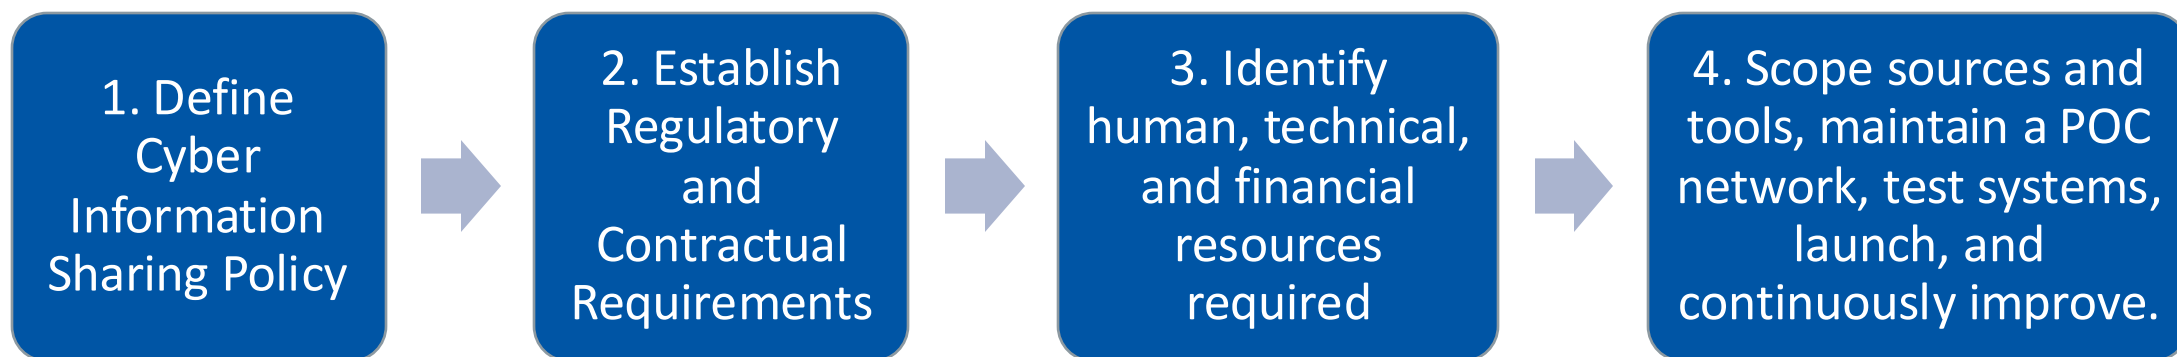 1. Define
Cyber
Information
Sharing Policy
2. Establish
Regulatory
and
Contractual
Requirements
3. Identify
human, technical,
and financial
resources
required
4. Scope sources and
tools, maintain a POC
network, test systems,
launch, and
continuously improve.